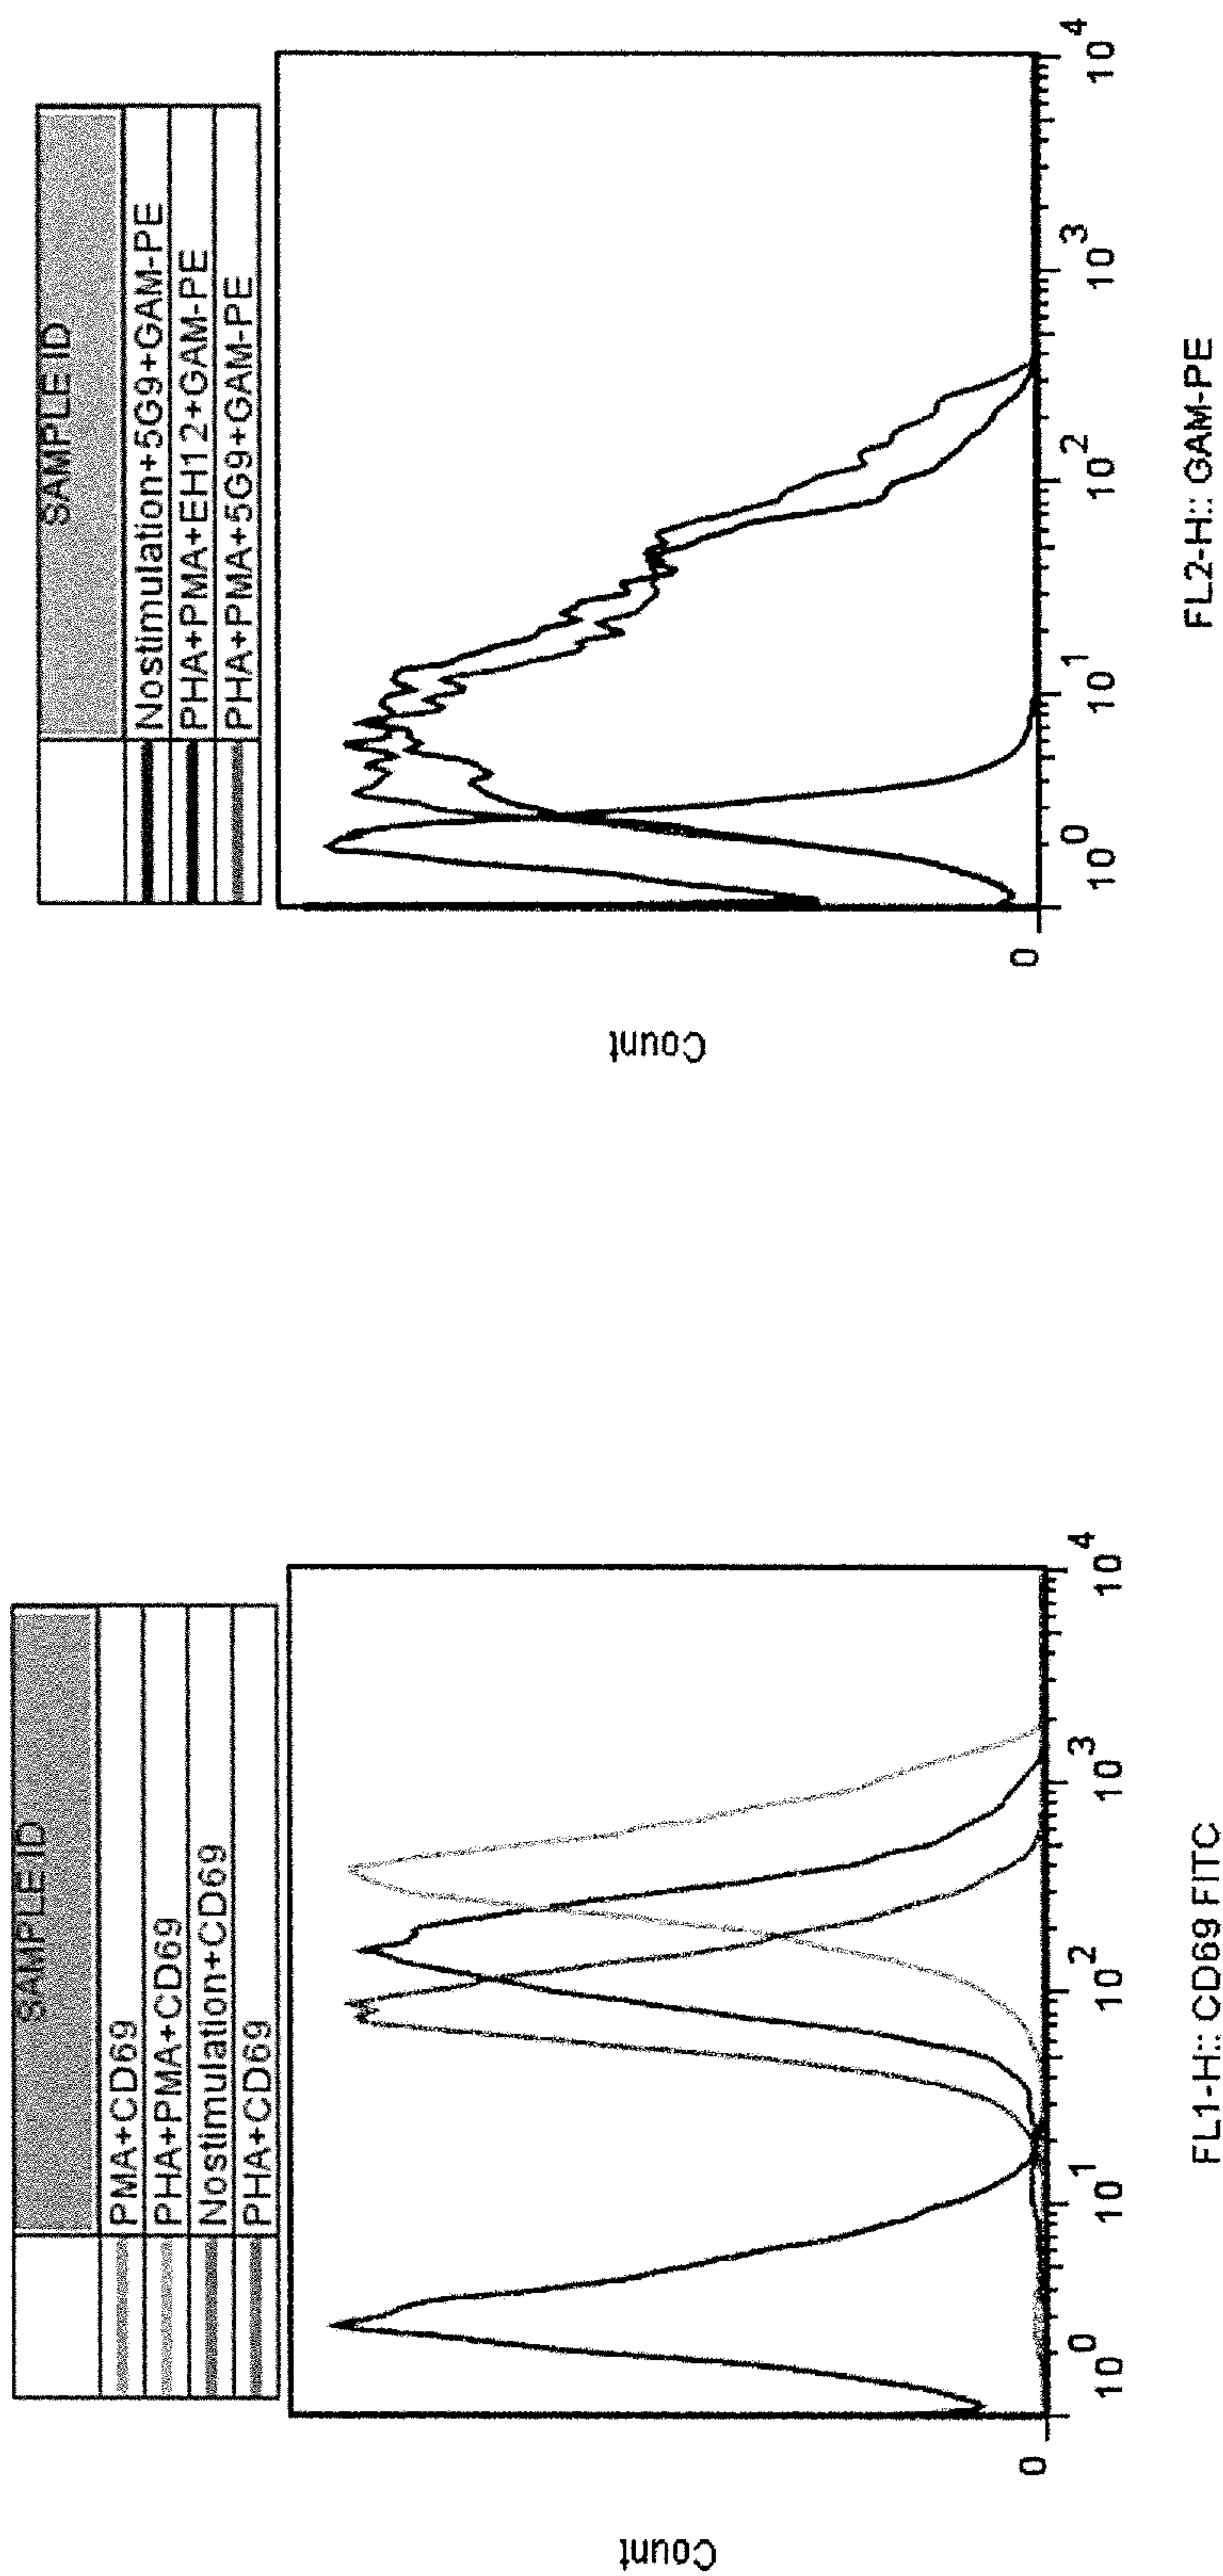 SAMPLE ID
PMA+CD69
PHA+PMA+CD69
Nostimulation+CD69
PHA+CD69
Count
0
10^0 10^1 10^2 10^3 10^4
FL1-H:: CD69 FITC
SAMPLE ID
Nostimulation+5G9+GAM-PE
PHA+PMA+EH12+GAM-PE
PHA+PMA+5G9+GAM-PE
Count
0
10^0 10^1 10^2 10^3 10^4
FL2-H:: GAM-PE